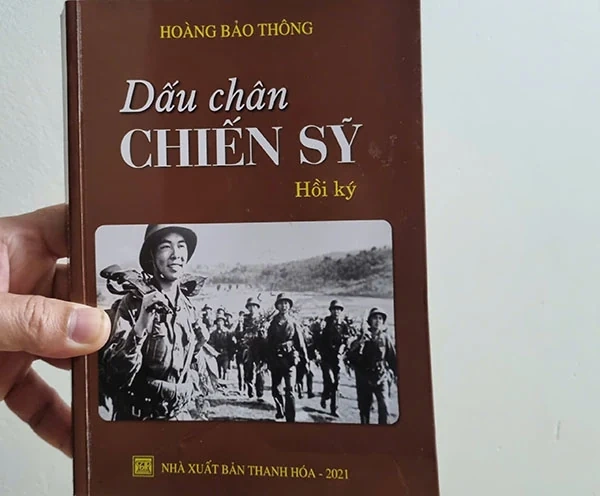 HOÀNG BẢO THÔNG
Dấu chân
CHIẾN SỸ
Hồi ký
NHÀ XUẤT BẢN THANH HÓA - 2021